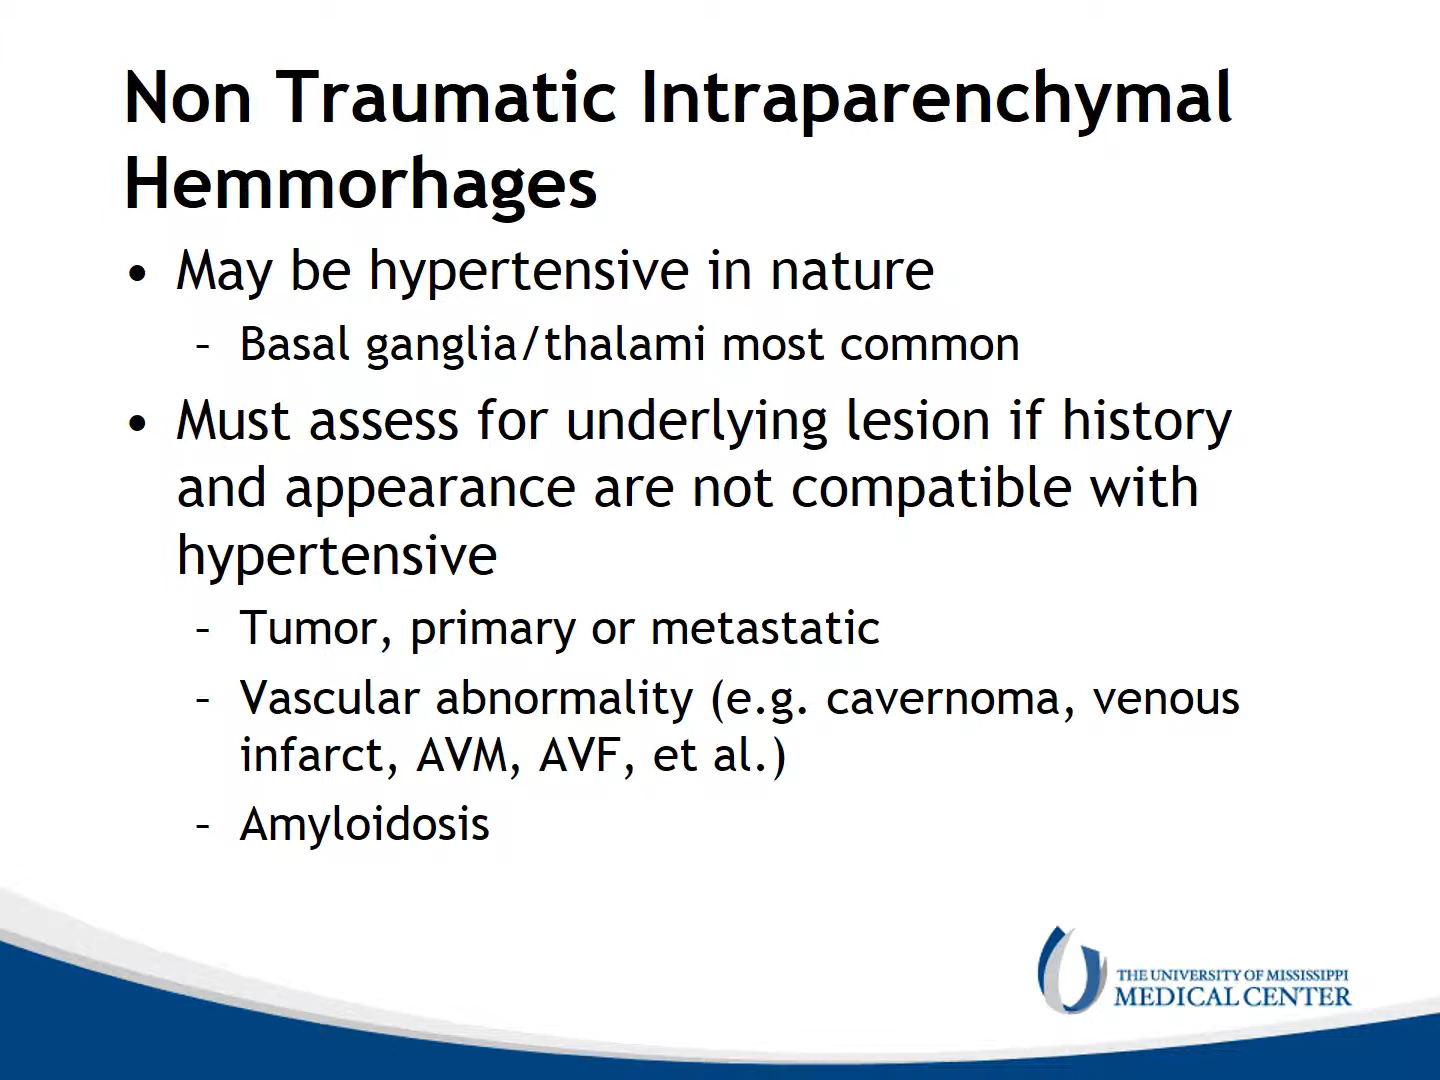 Non Traumatic Intraparenchymal
Hemmorhages
• May be hypertensive in nature
– Basal ganglia/thalami most common
• Must assess for underlying lesion if history
and appearance are not compatible with
hypertensive
– Tumor, primary or metastatic
– Vascular abnormality (e.g. cavernoma, venous
infarct, AVM, AVF, et al.)
– Amyloidosis
THE UNIVERSITY OF MISSISSIPPI
MEDICAL CENTER